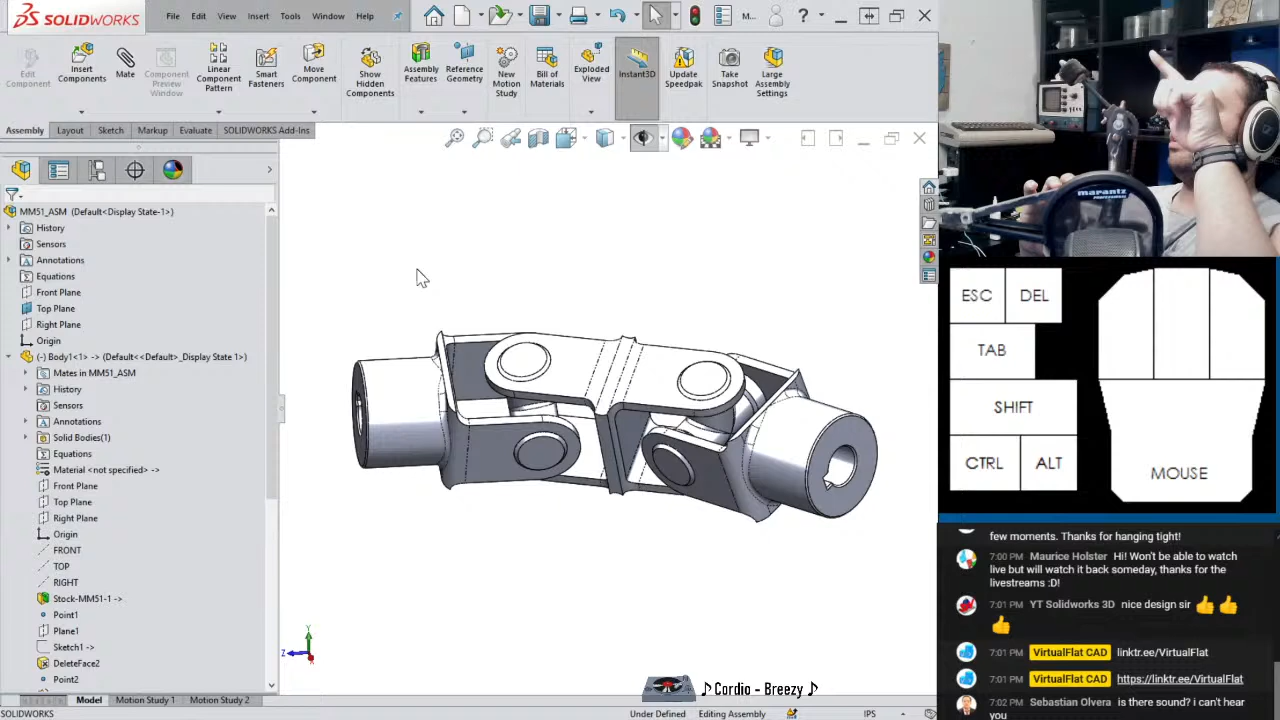 SOLIDWORKS
File Edit View Insert Tools Window Help
M...
Edit Component
Insert Components
Mate
Component Preview Window
Linear Component Pattern
Smart Fasteners
Move Component
Show Hidden Components
Assembly Features
Reference Geometry
New Motion Study
Bill of Materials
Exploded View
Instant3D
Update Speedpak
Take Snapshot
Large Assembly Settings
Assembly Layout Sketch Markup Evaluate SOLIDWORKS Add-Ins
MM51_ASM (Default<Display State-1>)
History
Sensors
Annotations
Equations
Front Plane
Top Plane
Right Plane
Origin
(-) Body1<1> -> (Default<<Default>_Display State 1>)
Mates in MM51_ASM
History
Sensors
Annotations
Solid Bodies(1)
Equations
Material <not specified> ->
Front Plane
Top Plane
Right Plane
Origin
FRONT
TOP
RIGHT
Stock-MM51-1 ->
Point1
Plane1
Sketch1 ->
DeleteFace2
Point2
Y
Z
Model Motion Study 1 Motion Study 2
SOLIDWORKS
Under Defined Editing Assembly IPS
♪ Cordio - Breezy ♪
marantz
PROFESSIONAL
ESC DEL
TAB
SHIFT
CTRL ALT
MOUSE
few moments. Thanks for hanging tight!
7:00 PM Maurice Holster Hi! Won't be able to watch
live but will watch it back someday, thanks for the
livestreams :D!
7:01 PM YT Solidworks 3D nice design sir 👍👍
👍
7:01 PM VirtualFlat CAD linktr.ee/VirtualFlat
7:01 PM VirtualFlat CAD https://linktr.ee/VirtualFlat
7:02 PM Sebastian Olvera is there sound? i can't hear
you